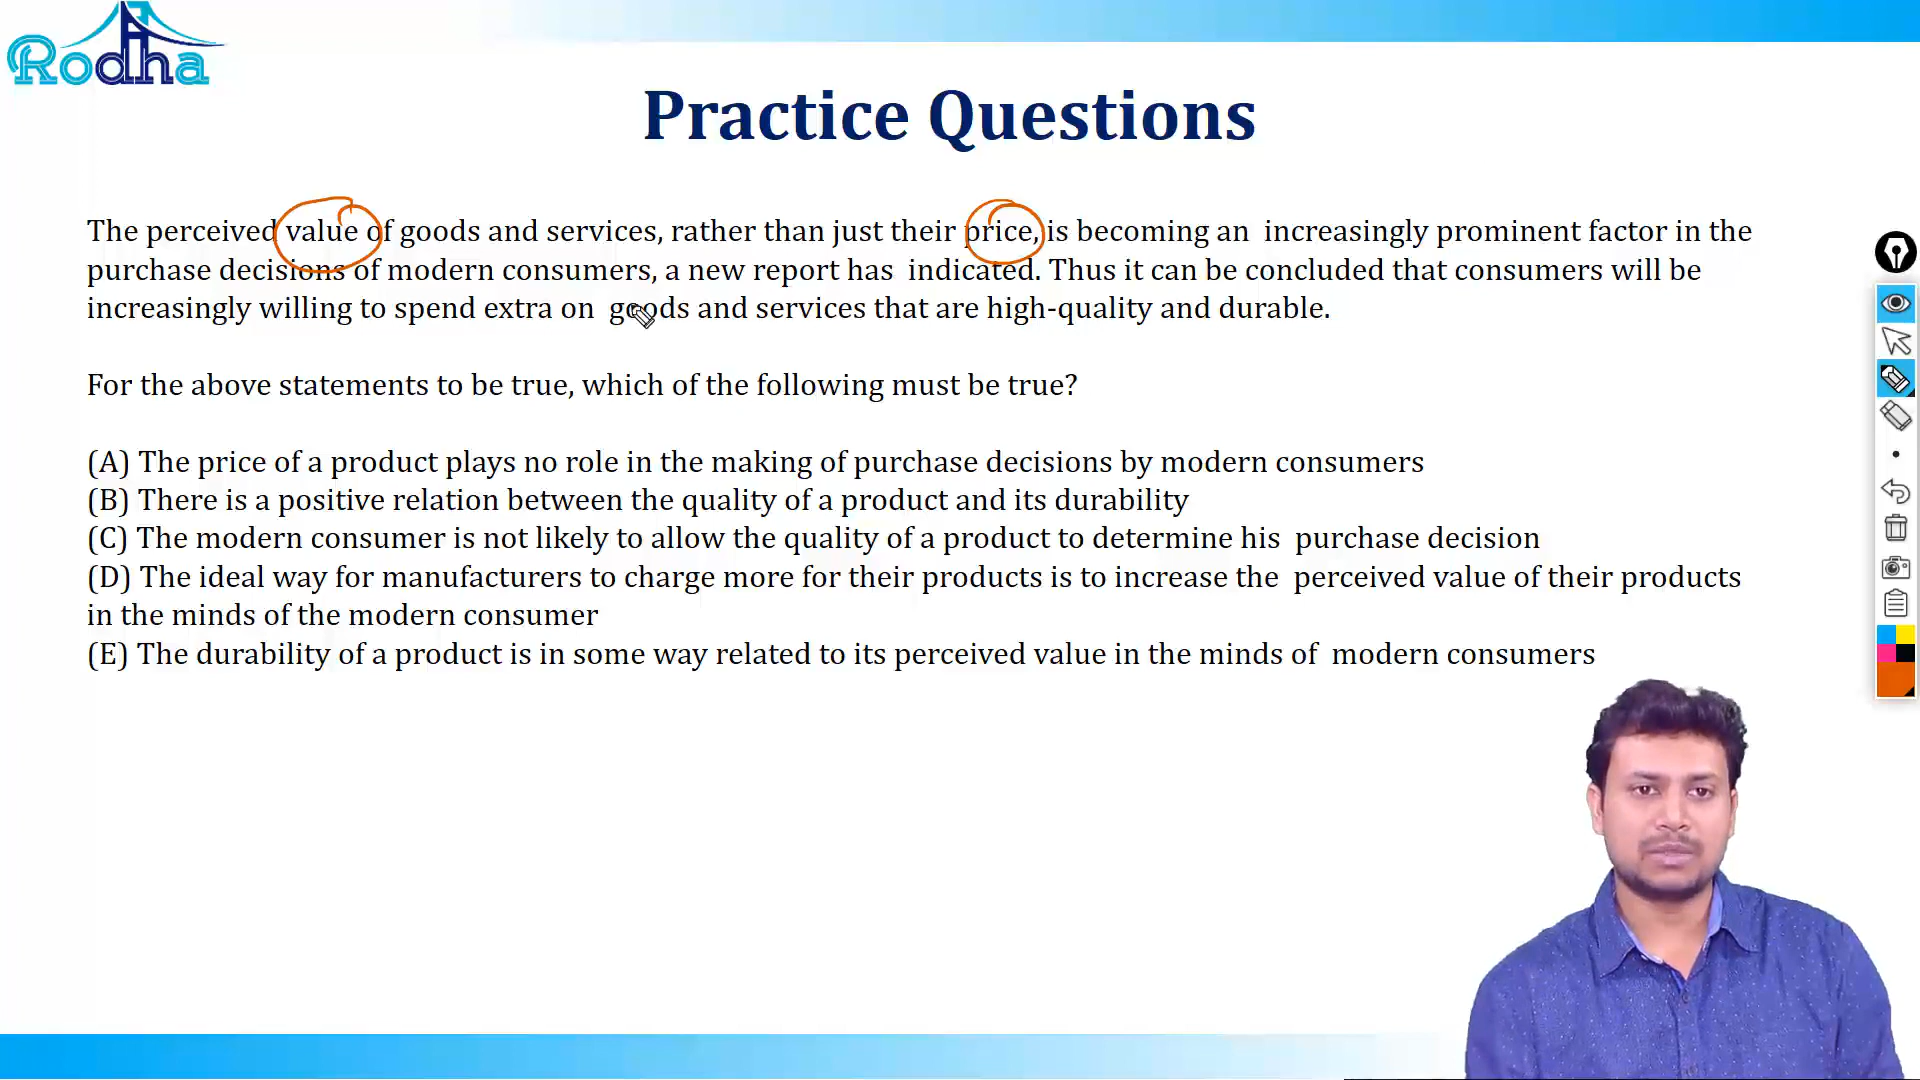 Rodha
Practice Questions
The perceived value of goods and services, rather than just their price, is becoming an increasingly prominent factor in the
purchase decisions of modern consumers, a new report has indicated. Thus it can be concluded that consumers will be
increasingly willing to spend extra on goods and services that are high-quality and durable.
For the above statements to be true, which of the following must be true?
(A) The price of a product plays no role in the making of purchase decisions by modern consumers
(B) There is a positive relation between the quality of a product and its durability
(C) The modern consumer is not likely to allow the quality of a product to determine his purchase decision
(D) The ideal way for manufacturers to charge more for their products is to increase the perceived value of their products
in the minds of the modern consumer
(E) The durability of a product is in some way related to its perceived value in the minds of modern consumers